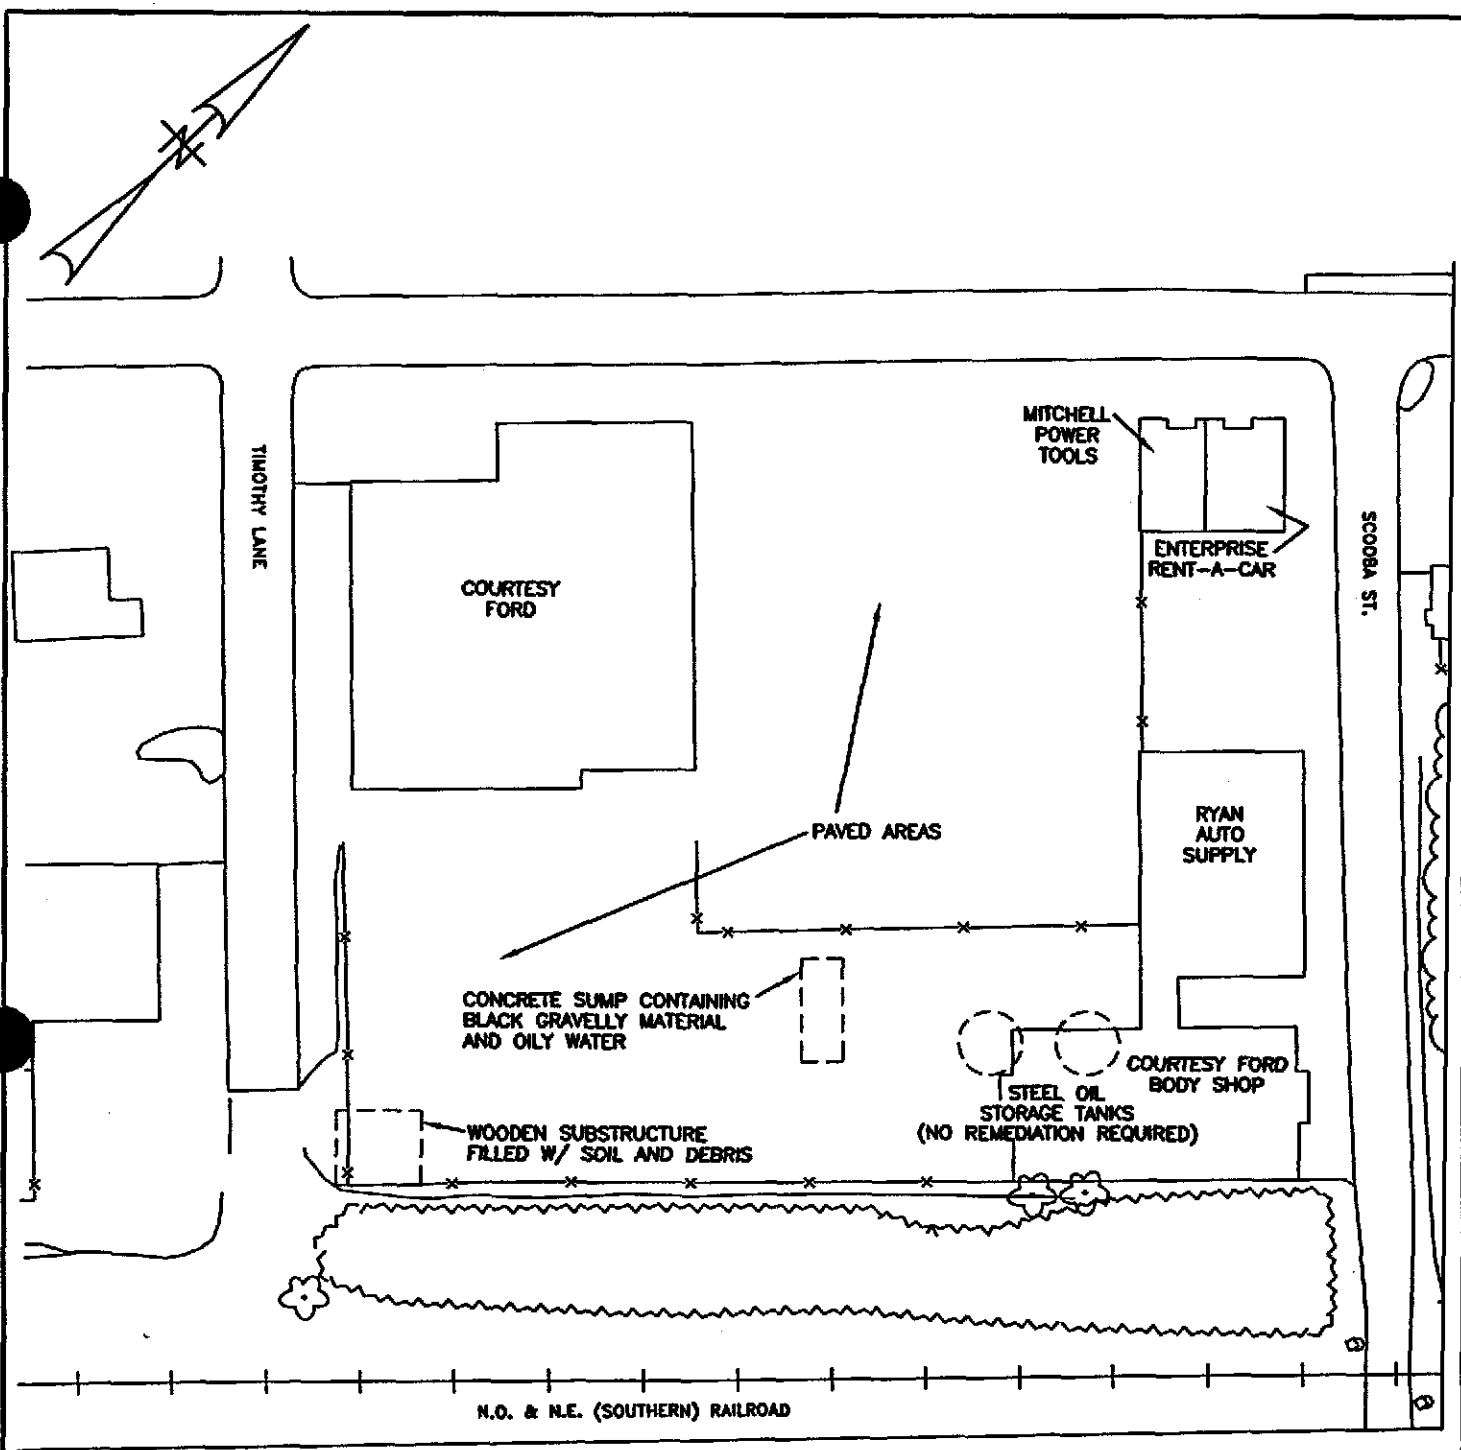 N
MITCHELL
POWER
TOOLS
TIMOTHY LANE
SCOOBA ST.
ENTERPRISE
RENT-A-CAR
COURTESY
FORD
PAVED AREAS
RYAN
AUTO
SUPPLY
CONCRETE SUMP CONTAINING
BLACK GRAVELLY MATERIAL
AND OILY WATER
COURTESY FORD
BODY SHOP
STEEL OIL
STORAGE TANKS
(NO REMEDIATION REQUIRED)
WOODEN SUBSTRUCTURE
FILLED W/ SOIL AND DEBRIS
N.O. & N.E. (SOUTHERN) RAILROAD